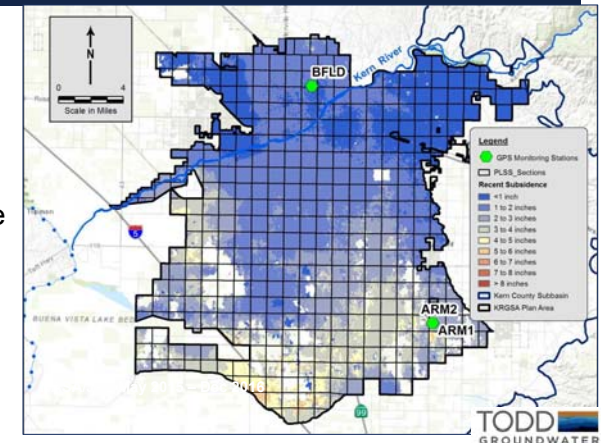 N
0 4
Scale in Miles
Kern River
BFLD
Legend
GPS Monitoring Stations
PLSS_Sections
Recent Subsidence
<1 inch
1 to 2 inches
2 to 3 inches
3 to 4 inches
4 to 5 inches
5 to 6 inches
6 to 7 inches
7 to 8 inches
> 8 inches
Kern County Subbasin
KRGSA Plan Area
e
5
BUENA VISTA LAKE BED
ARM2
ARM1
99
TODD
GROUNDWATER